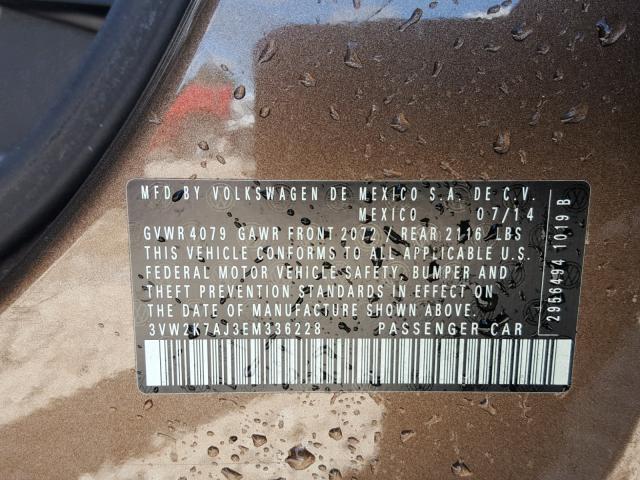 MFD BY VOLKSWAGEN DE MEXICO S.A. DE C.V.
MEXICO 07/14
GVWR 4079 GAWR FRONT 2072 REAR 2116 LBS
THIS VEHICLE CONFORMS TO ALL APPLICABLE U.S.
FEDERAL MOTOR VEHICLE SAFETY, BUMPER AND
THEFT PREVENTION STANDARDS IN EFFECT ON
THE DATE OF MANUFACTURE SHOWN ABOVE.
3VW2K7AJ3EM336228 PASSENGER CAR
2956494 1019 B